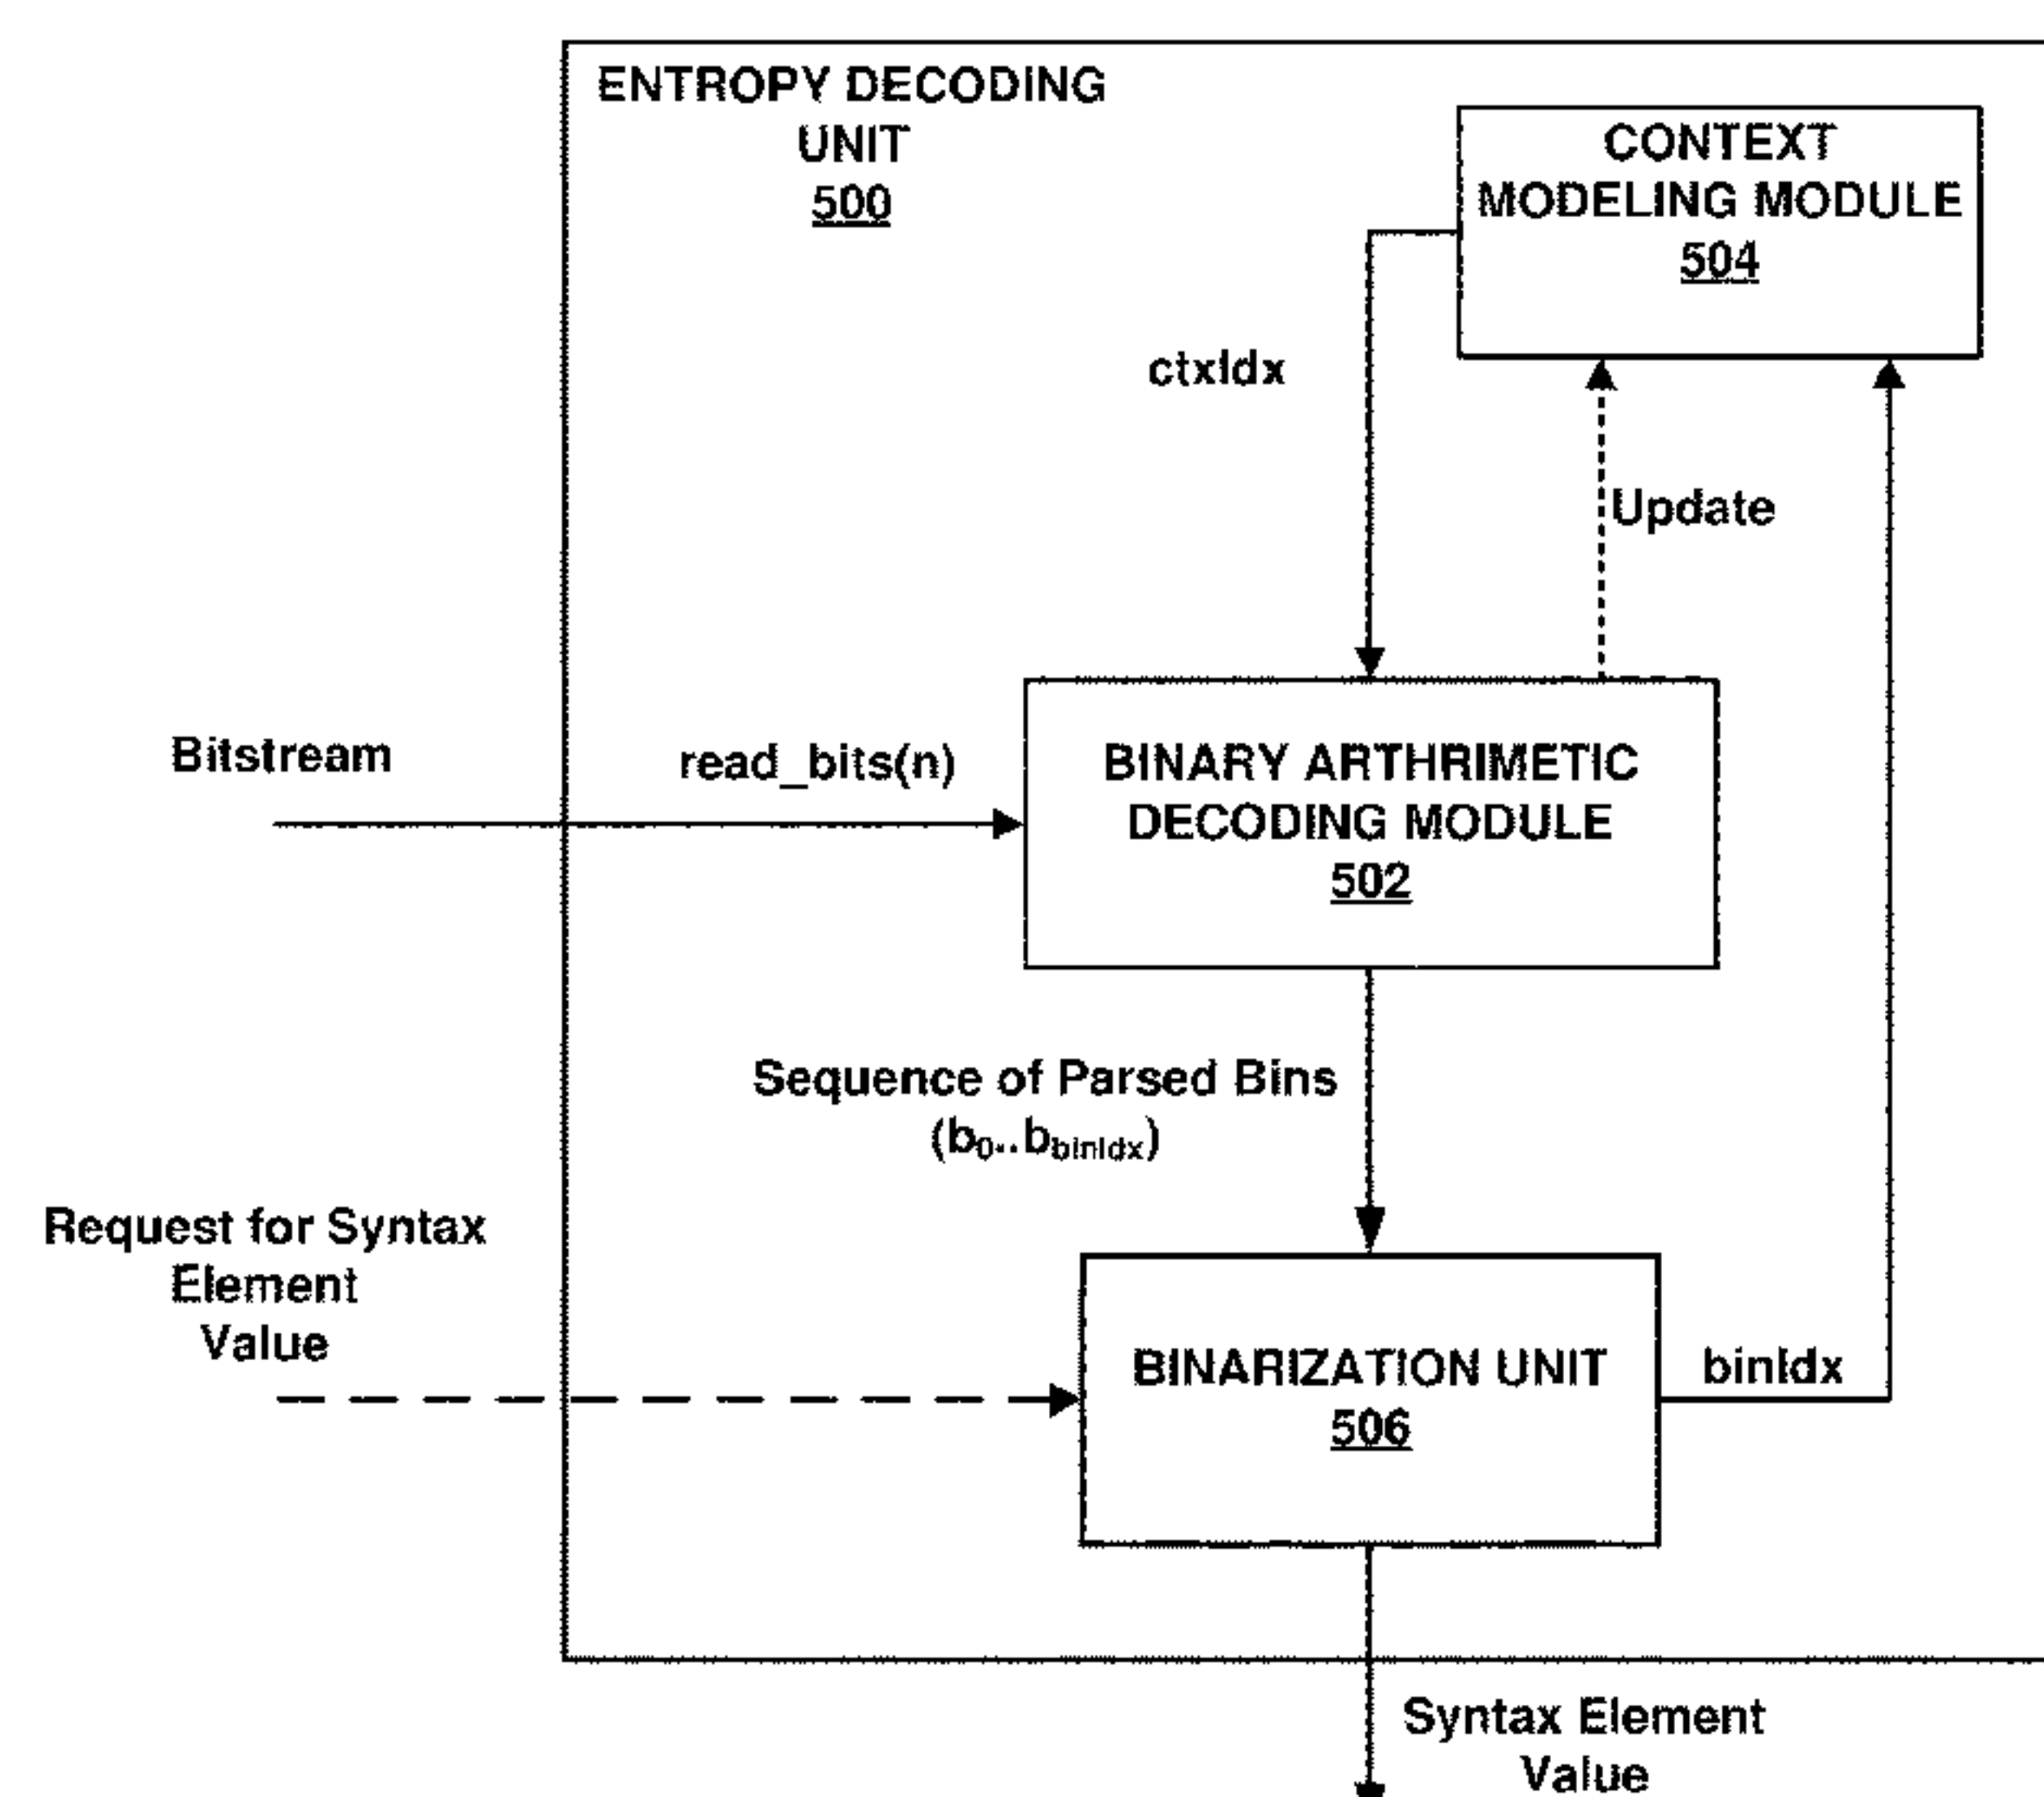 ENTROPY DECODING
UNIT
500
CONTEXT
MODELING MODULE
504
ctxIdx
Update
Bitstream
read_bits(n)
BINARY ARTHRIMETIC
DECODING MODULE
502
Sequence of Parsed Bins
(b0..bbinIdx)
Request for Syntax
Element
Value
BINARIZATION UNIT
506
binIdx
Syntax Element
Value